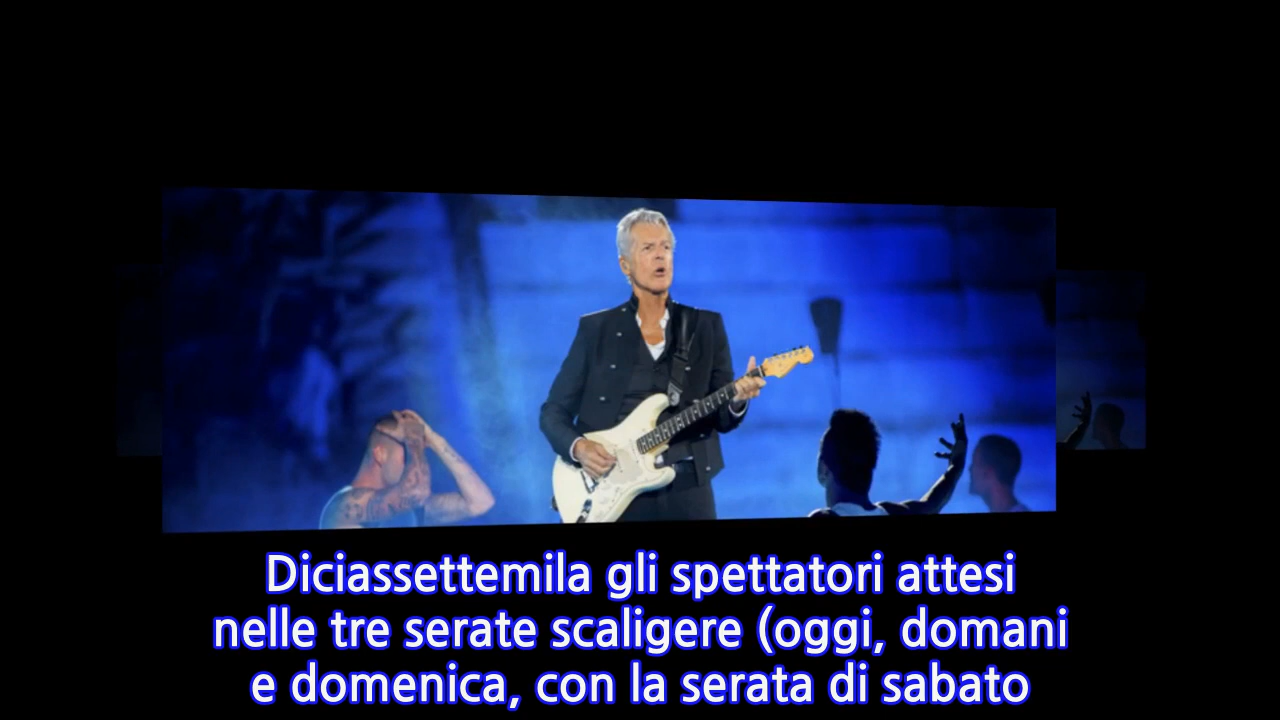 Diciassettemila gli spettatori attesi
nelle tre serate scaligere (oggi, domani
e domenica, con la serata di sabato